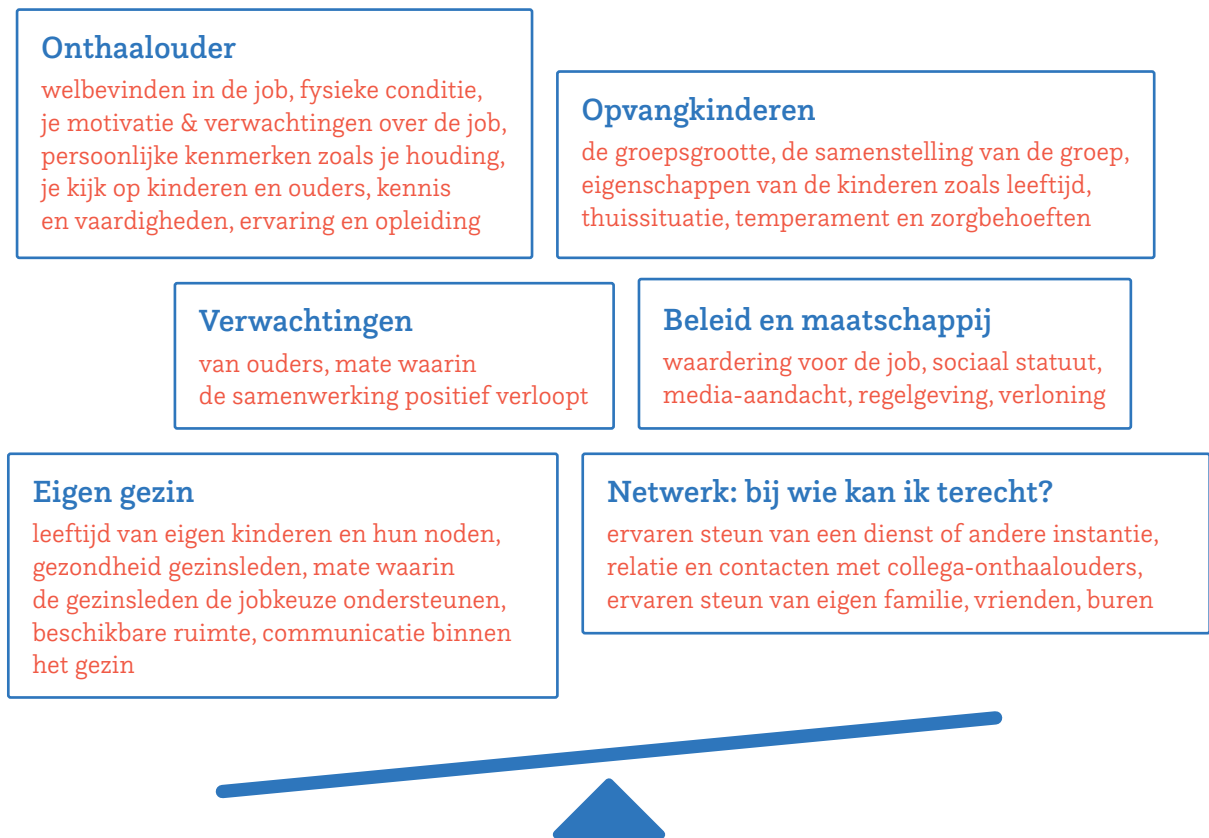 Onthaalouder
welbevinden in de job, fysieke conditie,
je motivatie & verwachtingen over de job,
persoonlijke kenmerken zoals je houding,
je kijk op kinderen en ouders, kennis
en vaardigheden, ervaring en opleiding
Opvangkinderen
de groepsgrootte, de samenstelling van de groep,
eigenschappen van de kinderen zoals leeftijd,
thuissituatie, temperament en zorgbehoeften
Verwachtingen
van ouders, mate waarin
de samenwerking positief verloopt
Beleid en maatschappij
waardering voor de job, sociaal statuut,
media-aandacht, regelgeving, verloning
Eigen gezin
leeftijd van eigen kinderen en hun noden,
gezondheid gezinsleden, mate waarin
de gezinsleden de jobkeuze ondersteunen,
beschikbare ruimte, communicatie binnen
het gezin
Netwerk: bij wie kan ik terecht?
ervaren steun van een dienst of andere instantie,
relatie en contacten met collega-onthaalouders,
ervaren steun van eigen familie, vrienden, buren